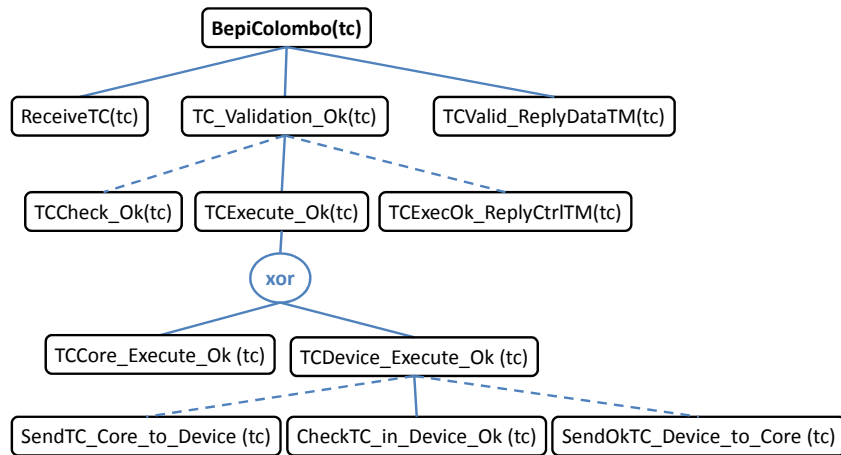 BepiColombo(tc)
ReceiveTC(tc)
TC_Validation_Ok(tc)
TCValid_ReplyDataTM(tc)
TCCheck_Ok(tc)
TCExecute_Ok(tc)
TCExecOk_ReplyCtrlTM(tc)
xor
TCCore_Execute_Ok (tc)
TCDevice_Execute_Ok (tc)
SendTC_Core_to_Device (tc)
CheckTC_in_Device_Ok (tc)
SendOkTC_Device_to_Core (tc)